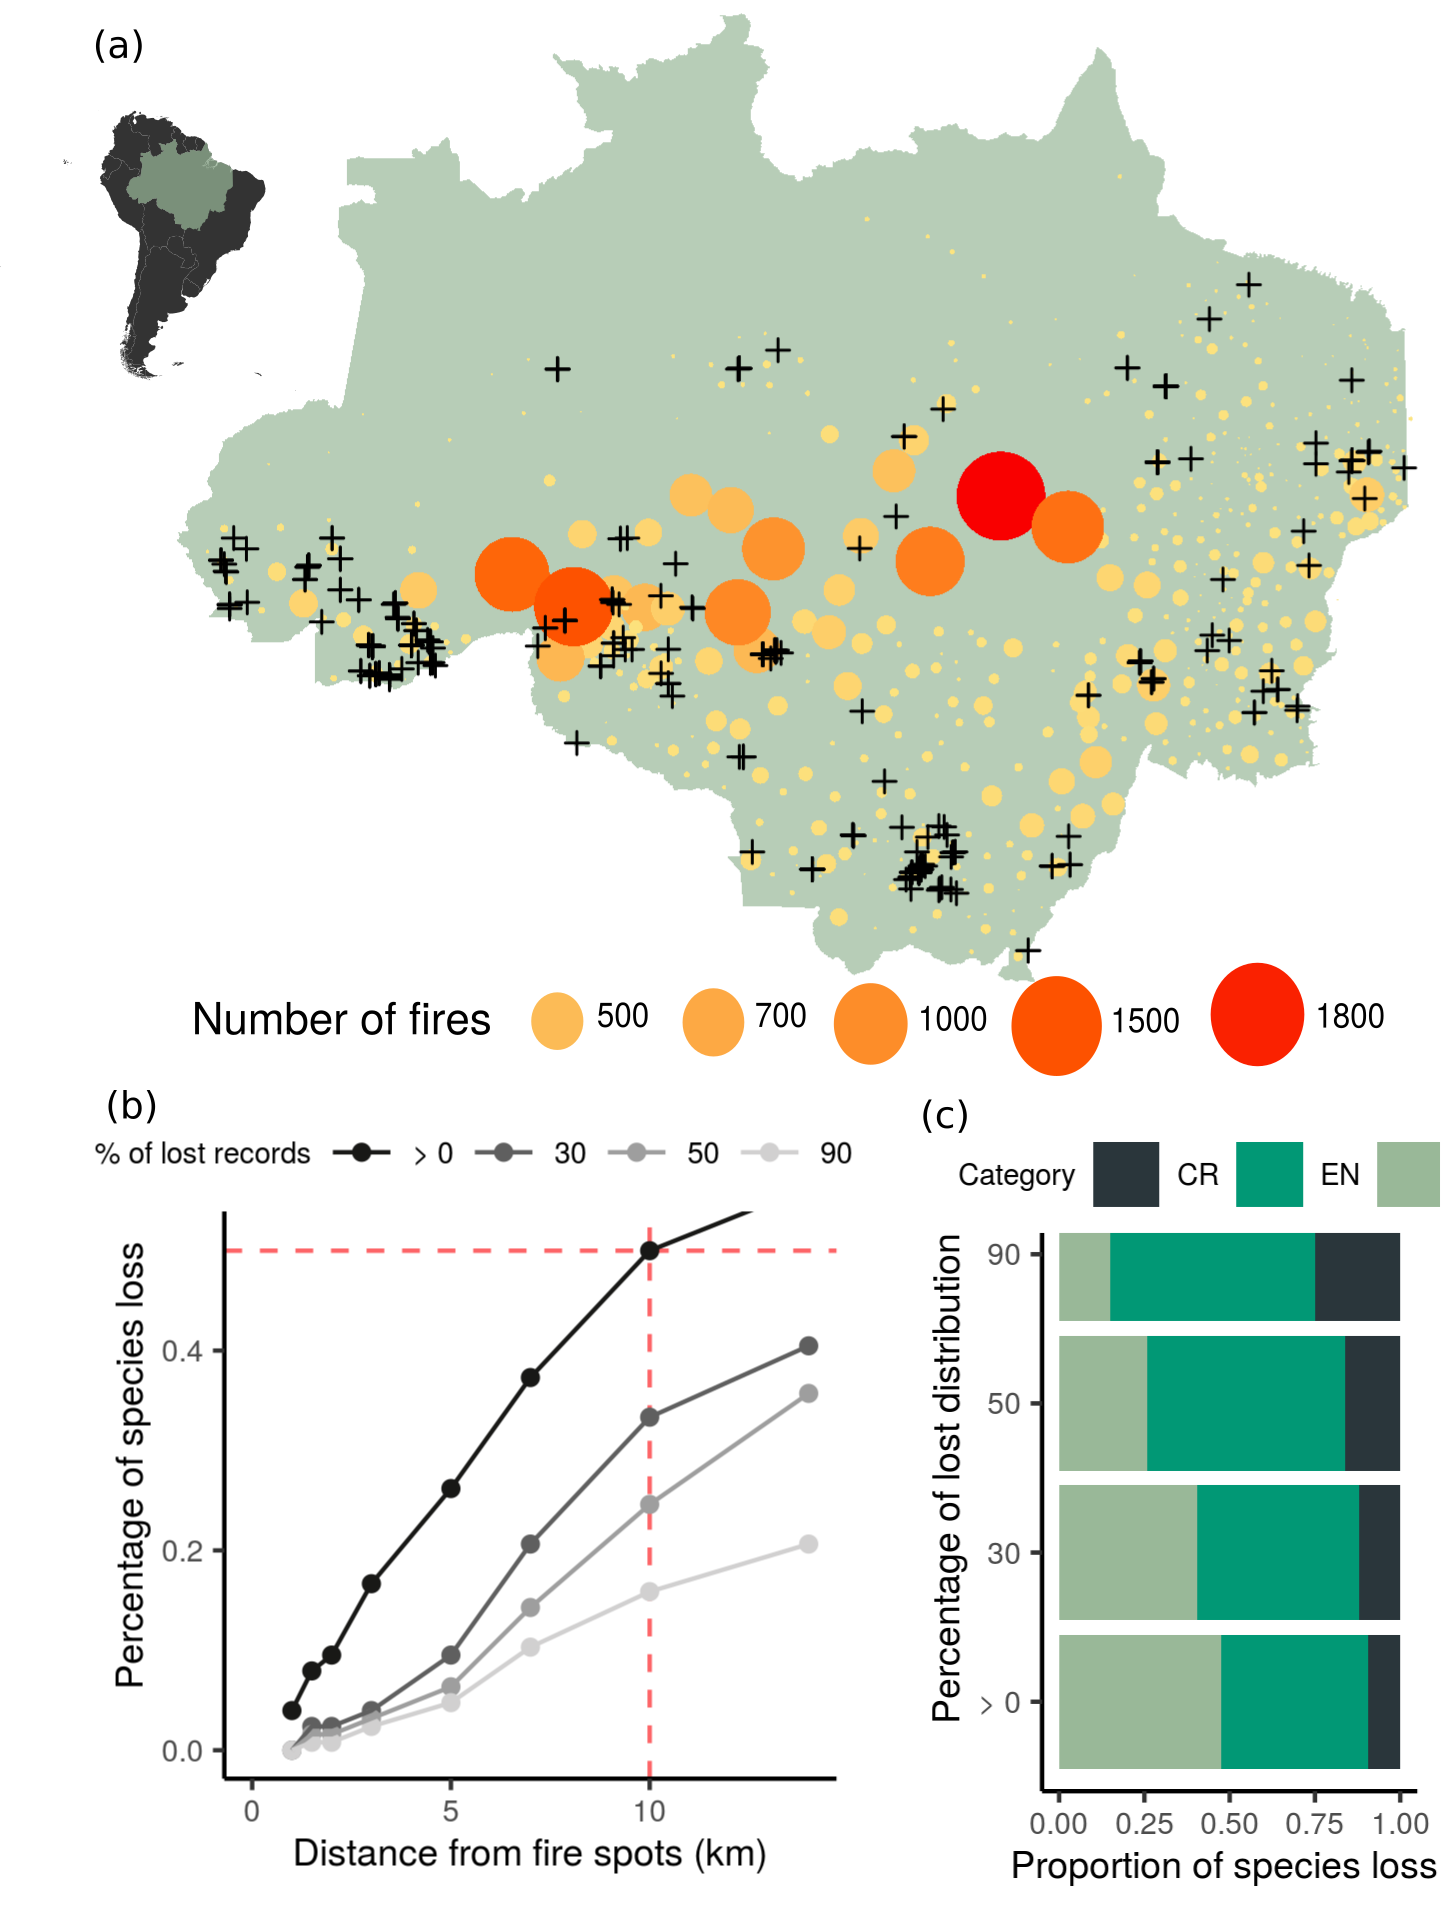 (a)
Number of fires 500 700 1000 1500 1800
(b)
% of lost records > 0 30 50 90
Percentage of species loss
0.4
0.2
0.0
0 5 10
Distance from fire spots (km)
(c)
Category CR EN
Percentage of lost distribution
90
50
30
> 0
0.00 0.25 0.50 0.75 1.00
Proportion of species loss